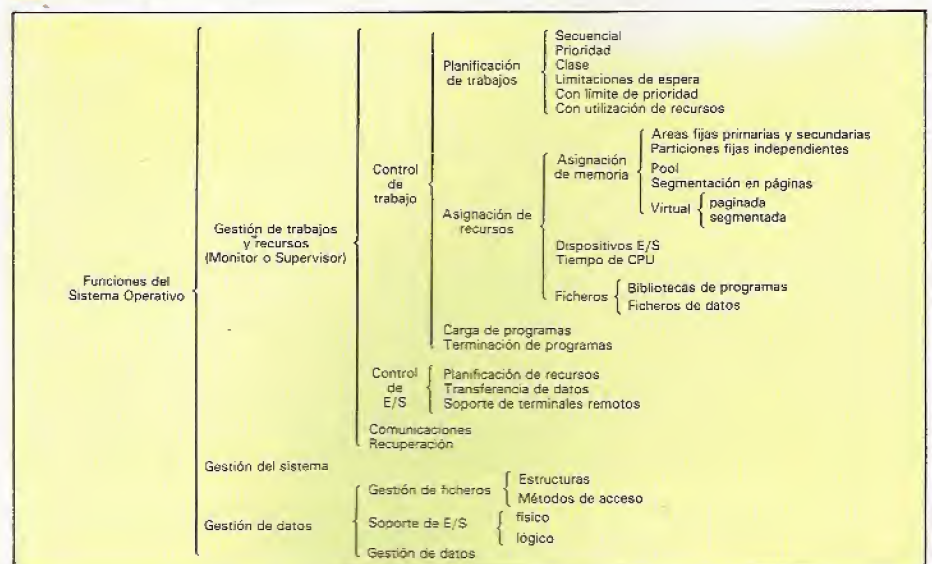 Funciones del
Sistema Operativo
Gestión de trabajos
y recursos
(Monitor o Supervisor)
Control
de
trabajo
Planificación
de trabajos
Secuencial
Prioridad
Clase
Limitaciones de espera
Con límite de prioridad
Con utilización de recursos
Asignación de
recursos
Asignación
de memoria
Areas fijas primarias y secundarias
Particiones fijas independientes
Pool
Segmentación en páginas
Virtual
paginada
segmentada
Dispositivos E/S
Tiempo de CPU
Ficheros
Bibliotecas de programas
Ficheros de datos
Carga de programas
Terminación de programas
Control
de
E/S
Planificación de recursos
Transferencia de datos
Soporte de terminales remotos
Comunicaciones
Recuperación
Gestión del sistema
Gestión de datos
Gestión de ficheros
Estructuras
Métodos de acceso
Soporte de E/S
físico
lógico
Gestión de datos